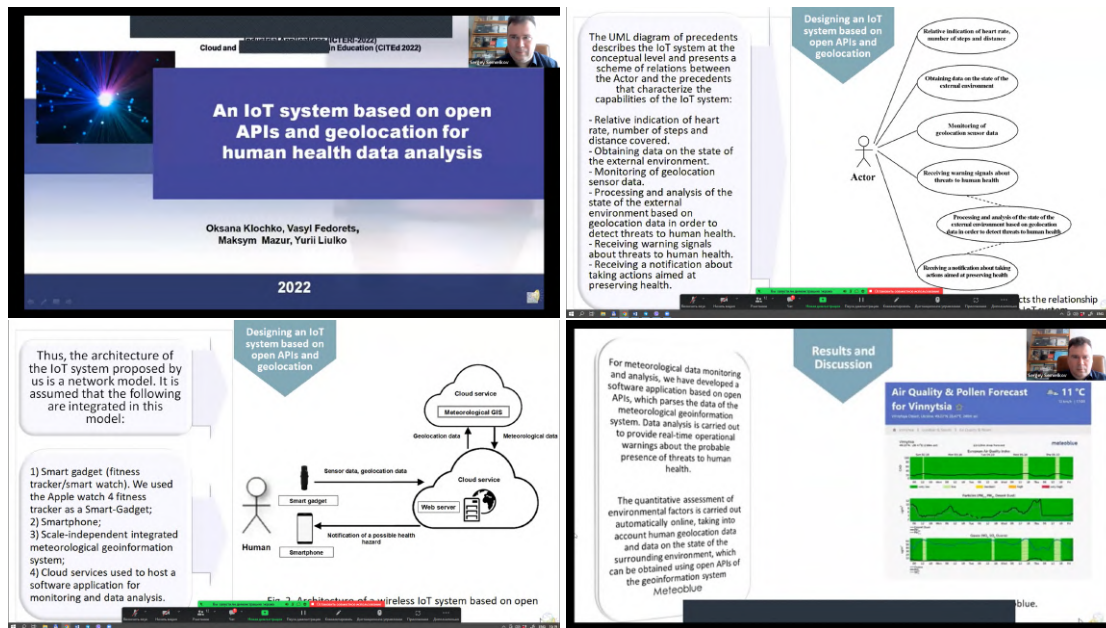 Cloud and
in Education (CITEd 2022)
Sergey Semerikov
An IoT system based on open
APIs and geolocation for
human health data analysis
Oksana Klochko, Vasyl Fedorets,
Maksym Mazur, Yurii Liulko
2022
The UML diagram of precedents
describes the IoT system at the
conceptual level and presents a
scheme of relations between
the Actor and the precedents
that characterize the
capabilities of the IoT system:
- Relative indication of heart
rate, number of steps and
distance covered.
- Obtaining data on the state of
the external environment.
- Monitoring of geolocation
sensor data.
- Processing and analysis of the
state of the external
environment based on
geolocation data in order to
detect threats to human health.
- Receiving warning signals
about threats to human health.
- Receiving a notification about
taking actions aimed at
preserving health.
Designing an IoT
system based on
open APIs and
geolocation
Relative indication of heart rate,
number of steps and distance
Obtaining data on the state of the
external environment
Monitoring of
geolocation sensor data
Receiving warning signals about
threats to human health
Processing and analysis of the state of the
external environment based on geolocation
data in order to detect threats to human health
Receiving a notification about taking
actions aimed at preserving health
Actor
cts the relationship
Thus, the architecture of
the IoT system proposed by
us is a network model. It is
assumed that the following
are integrated in this
model:
1) Smart gadget (fitness
tracker/smart watch). We used
the Apple watch 4 fitness
tracker as a Smart-Gadget;
2) Smartphone;
3) Scale-independent integrated
meteorological geoinformation
system;
4) Cloud services used to host a
software application for
monitoring and data analysis.
Designing an IoT
system based on
open APIs and
geolocation
Cloud service
Meteorological GIS
Geolocation data
Meteorological data
Sensor data, geolocation data
Cloud service
Web server
Smart gadget
Human
Notification of a possible health
hazard
Smartphone
Fig. 2. Architecture of a wireless IoT system based on open
For meteorological data monitoring
and analysis, we have developed a
software application based on open
APIs, which parses the data of the
meteorological geoinformation
system. Data analysis is carried out
to provide real-time operational
warnings about the probable
presence of threats to human
health.
The quantitative assessment of
environmental factors is carried out
automatically online, taking into
account human geolocation data
and data on the state of the
surrounding environment, which
can be obtained using open APIs of
the geoinformation system
Meteoblue
Results and
Discussion
Sergey Semerikov
Air Quality & Pollen Forecast
for Vinnytsia
11 °C
meteoblue
blue.